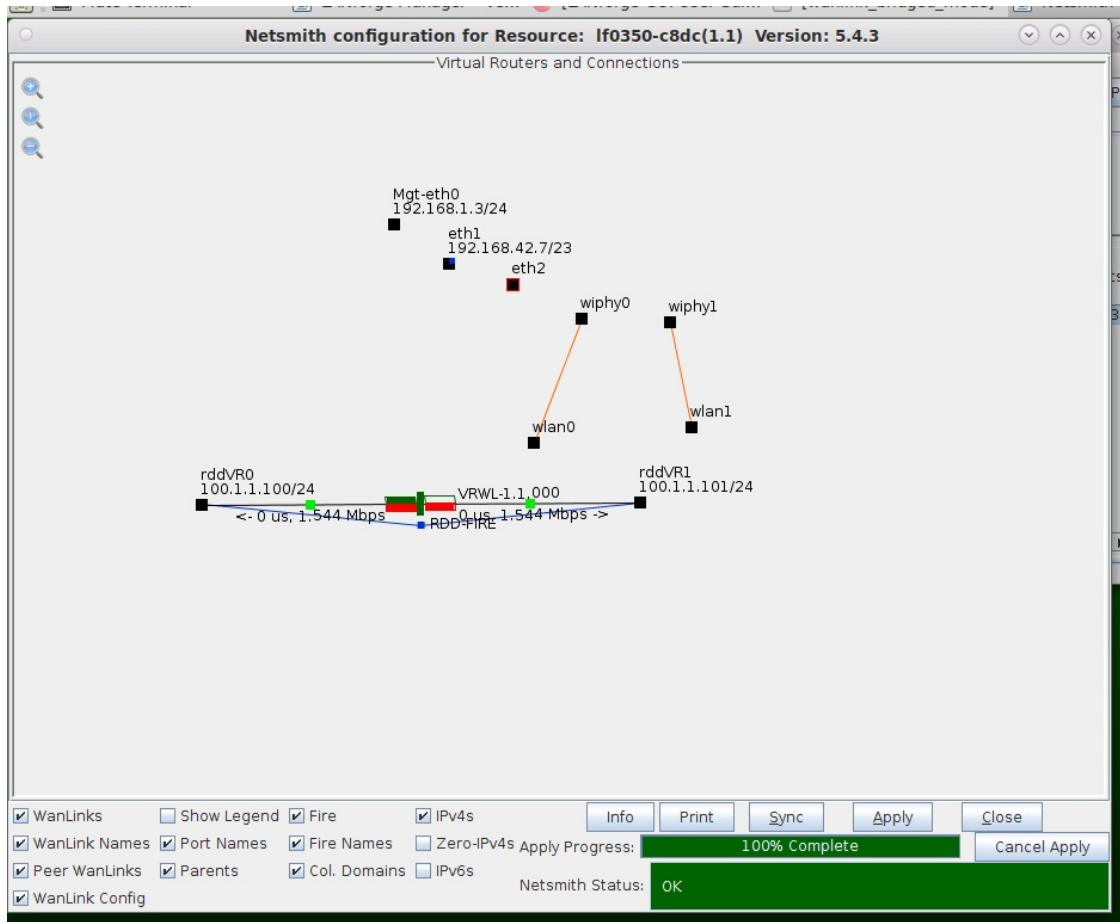 Netsmith configuration for Resource: lf0350-c8dc(1.1) Version: 5.4.3
Virtual Routers and Connections
Mgt-eth0
192.168.1.3/24
eth1
192.168.42.7/23
eth2
wiphy0
wiphy1
wlan0
wlan1
rddVR0
100.1.1.100/24
VRWL-1.1.000
rddVR1
100.1.1.101/24
<- 0 us, 1.544 Mbps
0 us, 1.544 Mbps ->
RDD-FIRE
WanLinks
Show Legend
Fire
IPv4s
Info
Print
Sync
Apply
Close
WanLink Names
Port Names
Fire Names
Zero-IPv4s
Apply Progress:
100% Complete
Cancel Apply
Peer WanLinks
Parents
Col. Domains
IPv6s
Netsmith Status:
OK
WanLink Config